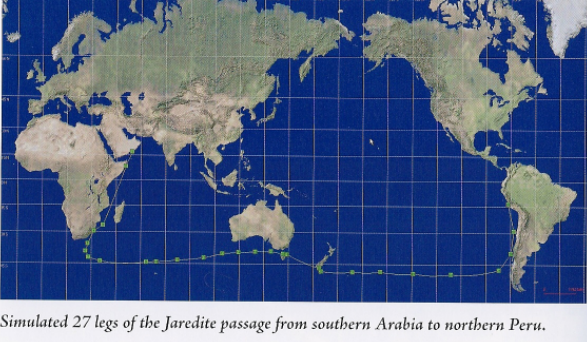 Simulated 27 legs of the Jaredite passage from southern Arabia to northern Peru.